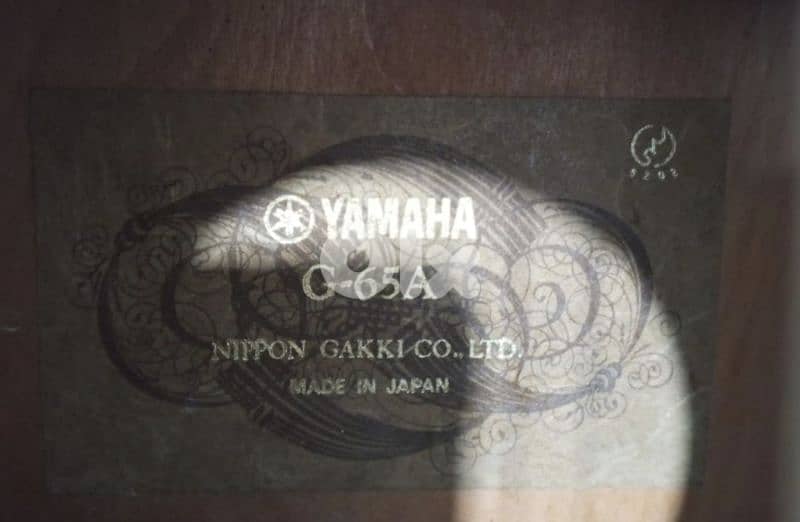 YAMAHA
G-65A
NIPPON GAKKI CO., LTD.
MADE IN JAPAN